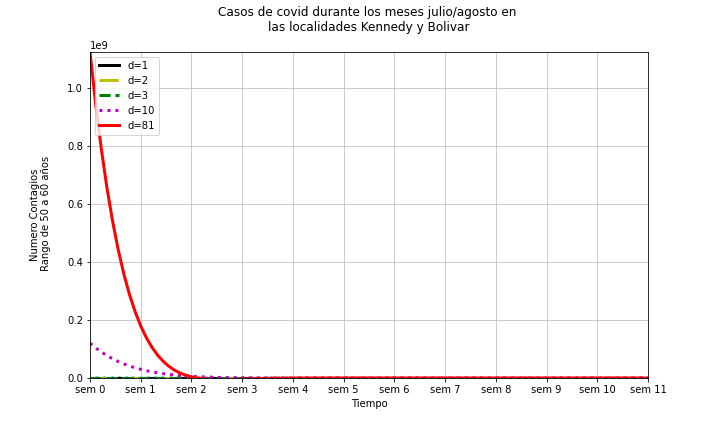 Casos de covid durante los meses julio/agosto en
las localidades Kennedy y Bolivar
1e9
d=1
d=2
d=3
d=10
d=81
1.0
0.8
0.6
0.4
0.2
0.0
Numero Contagios
Rango de 50 a 60 años
sem 0 sem 1 sem 2 sem 3 sem 4 sem 5 sem 6 sem 7 sem 8 sem 9 sem 10 sem 11
Tiempo